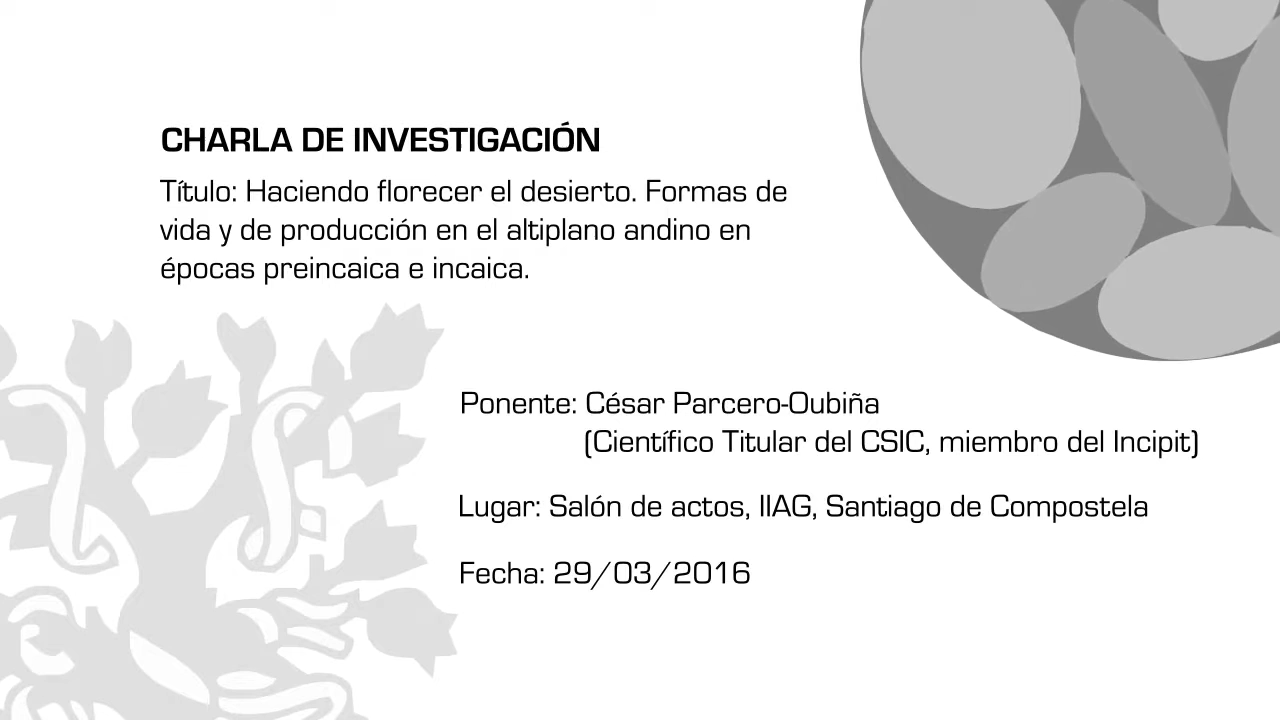 CHARLA DE INVESTIGACIÓN
Título: Haciendo florecer el desierto. Formas de
vida y de producción en el altiplano andino en
épocas preincaica e incaica.
Ponente: César Parcero-Oubiña
(Científico Titular del CSIC, miembro del Incipit)
Lugar: Salón de actos, IIAG, Santiago de Compostela
Fecha: 29/03/2016